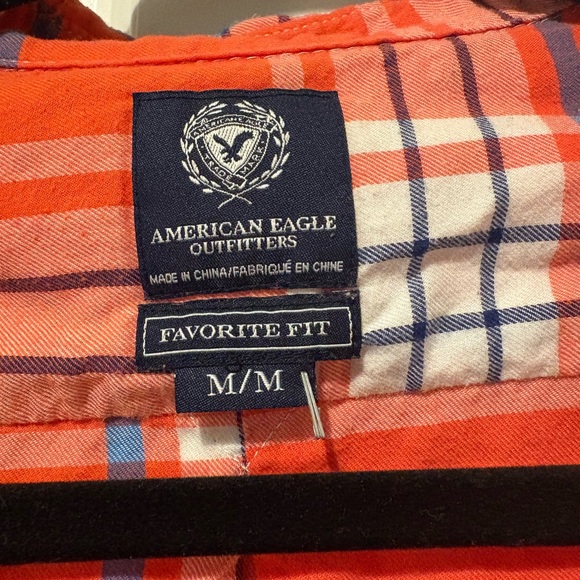 AMERICAN EAGLE
TRADE MARK
AMERICAN EAGLE
OUTFITTERS
MADE IN CHINA/FABRIQUÉ EN CHINE
FAVORITE FIT
M/M